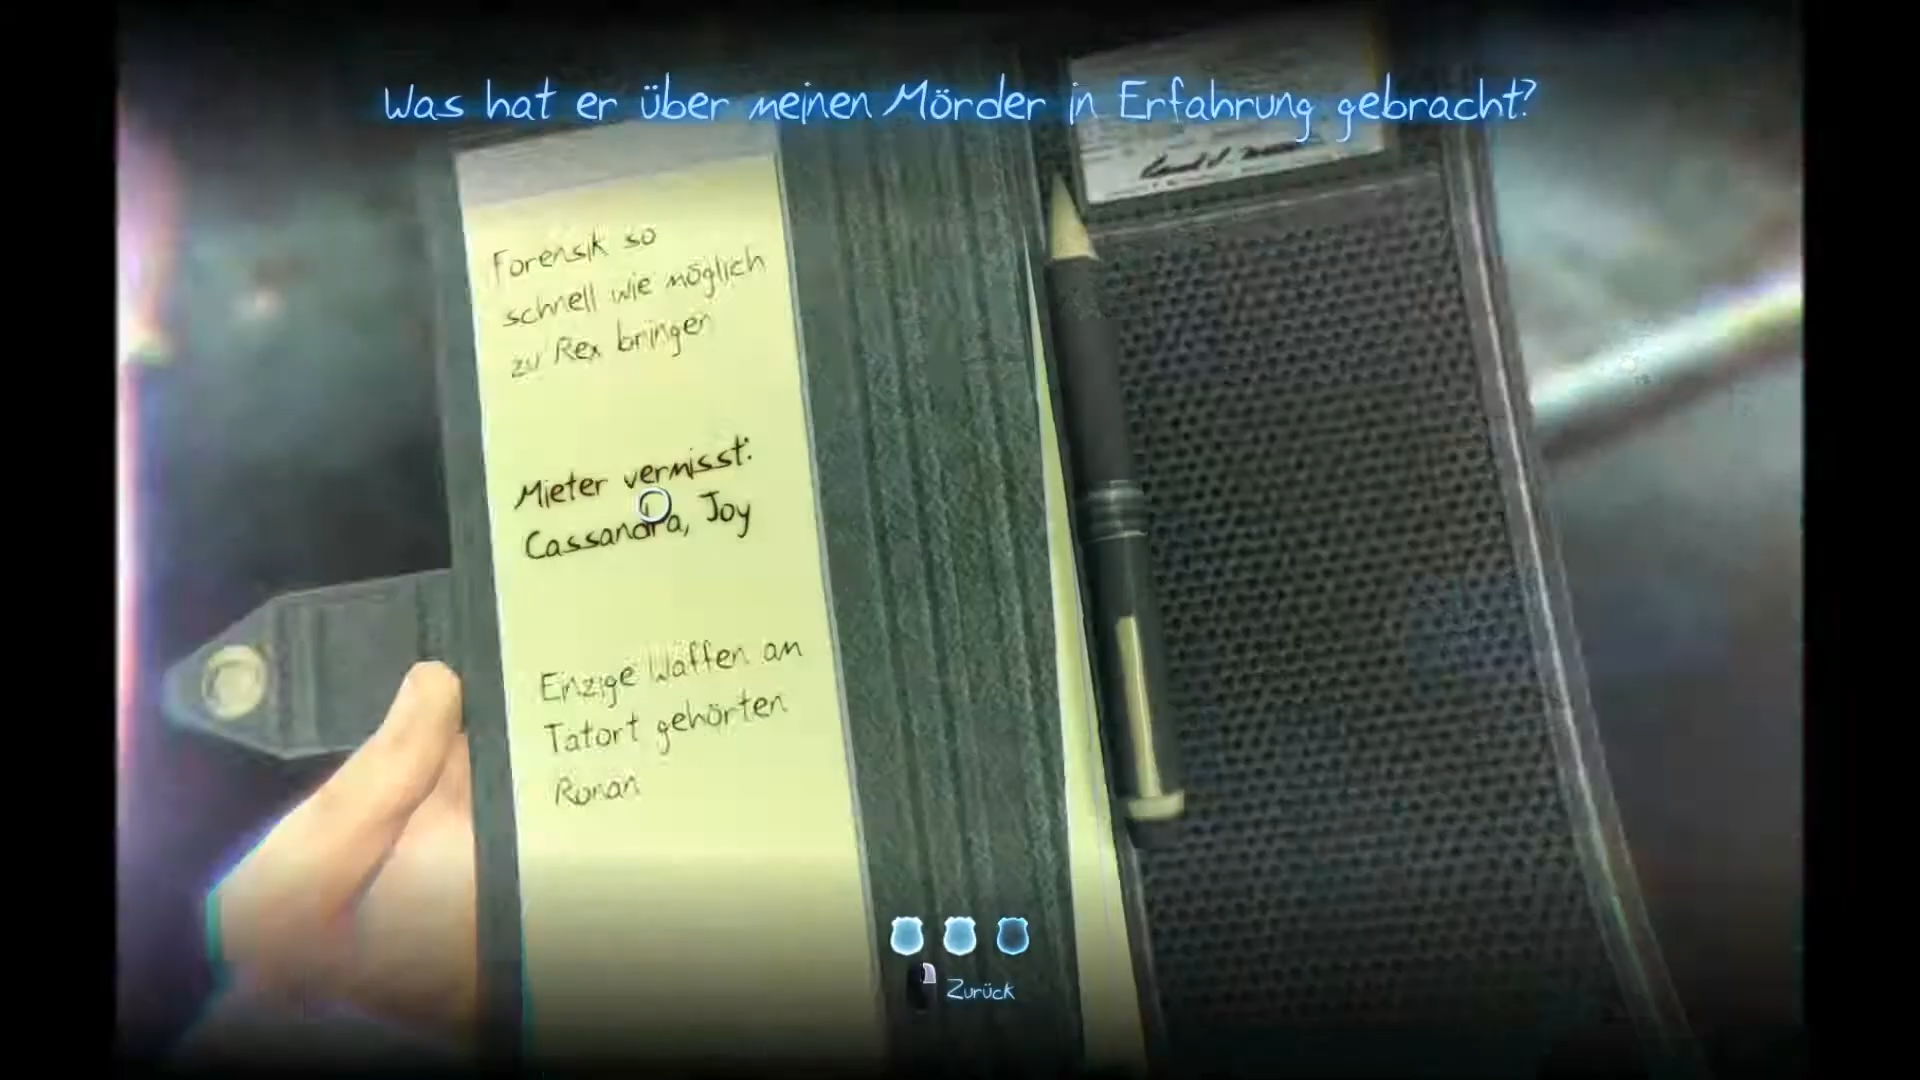 Was hat er über meinen Mörder in Erfahrung gebracht?
Forensik so
schnell wie möglich
zu Rex bringen
Mieter vermisst:
Cassandra, Joy
Einzige Waffen am
Tatort gehörten
Ronan
Zurück